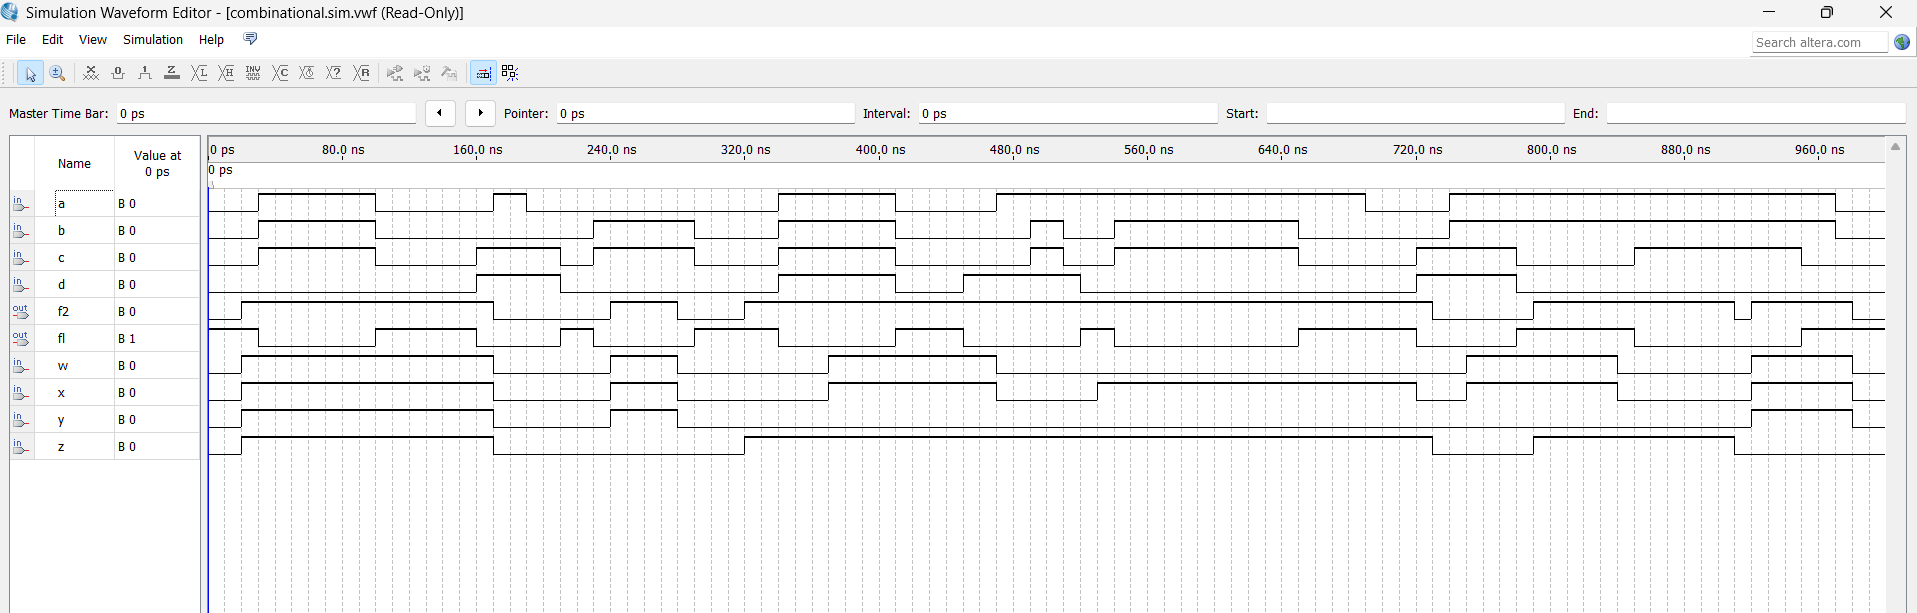 Simulation Waveform Editor - [combinational.sim.vwf (Read-Only)]
File Edit View Simulation Help
Search altera.com
Master Time Bar: 0 ps Pointer: 0 ps Interval: 0 ps Start: End:
Name Value at 0 ps
0 ps 80.0 ns 160.0 ns 240.0 ns 320.0 ns 400.0 ns 480.0 ns 560.0 ns 640.0 ns 720.0 ns 800.0 ns 880.0 ns 960.0 ns
0 ps
in a B 0
in b B 0
in c B 0
in d B 0
out f2 B 0
out fl B 1
in w B 0
in x B 0
in y B 0
in z B 0